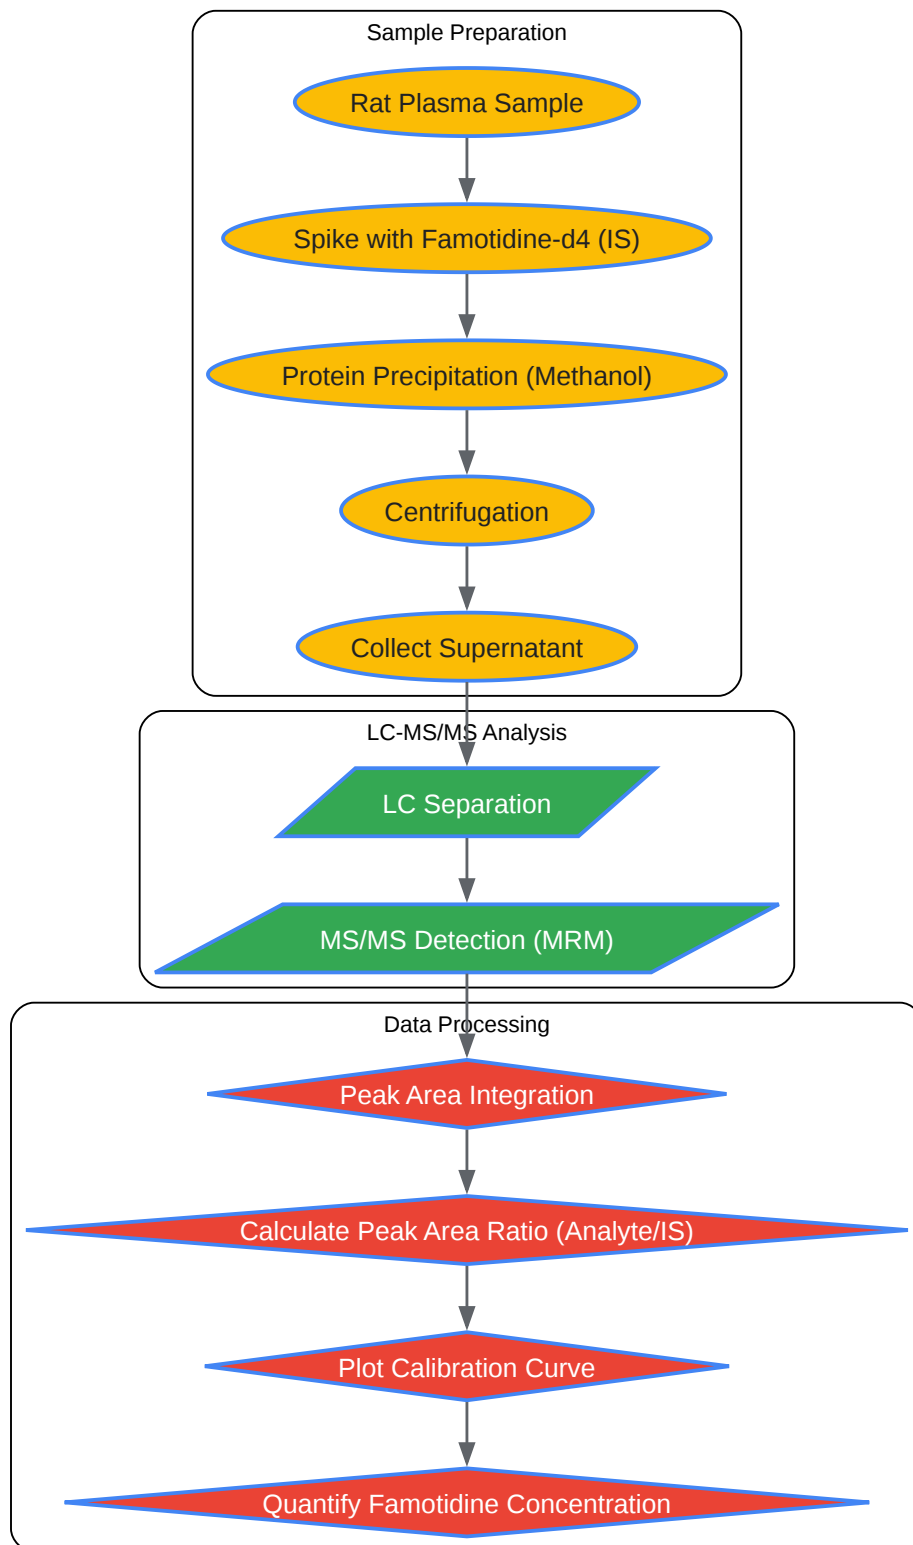 Sample Preparation
Rat Plasma Sample
Spike with Famotidine-d4 (IS)
Protein Precipitation (Methanol)
Centrifugation
Collect Supernatant
LC-MS/MS Analysis
LC Separation
MS/MS Detection (MRM)
Data Processing
Peak Area Integration
Calculate Peak Area Ratio (Analyte/IS)
Plot Calibration Curve
Quantify Famotidine Concentration